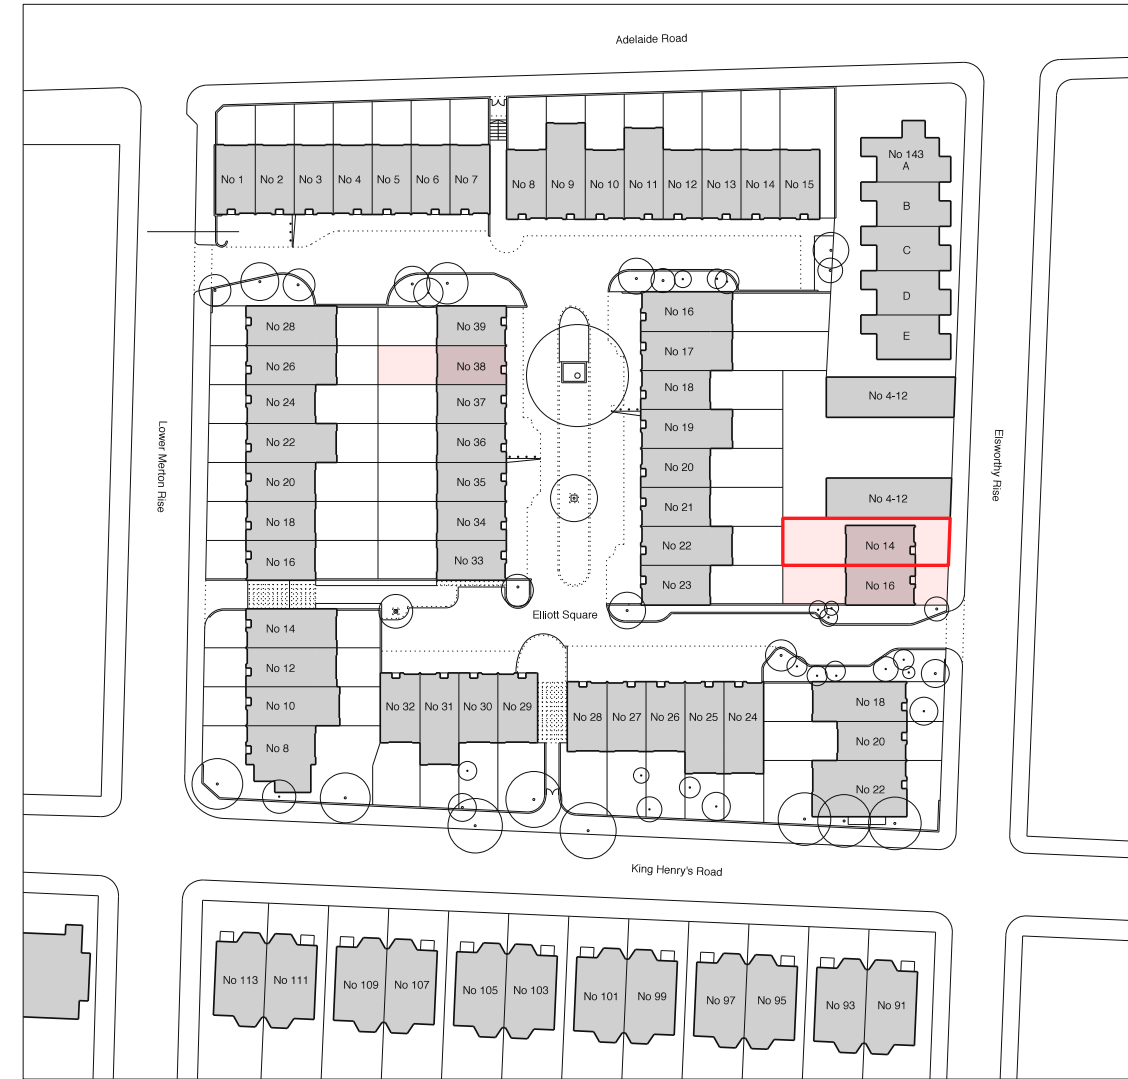 Adelaide Road
No 1
No 2
No 3
No 4
No 5
No 6
No 7
No 8
No 9
No 10
No 11
No 12
No 13
No 14
No 15
No 143
A
B
C
D
E
No 28
No 26
No 24
No 22
No 20
No 18
No 16
No 39
No 38
No 37
No 36
No 35
No 34
No 33
No 16
No 17
No 18
No 19
No 20
No 21
No 22
No 23
No 4-12
No 4-12
No 14
No 16
Lower Merton Rise
Elsworthy Rise
Elliott Square
No 14
No 12
No 10
No 8
No 32
No 31
No 30
No 29
No 28
No 27
No 26
No 25
No 24
No 18
No 20
No 22
King Henry's Road
No 113
No 111
No 109
No 107
No 105
No 103
No 101
No 99
No 97
No 95
No 93
No 91